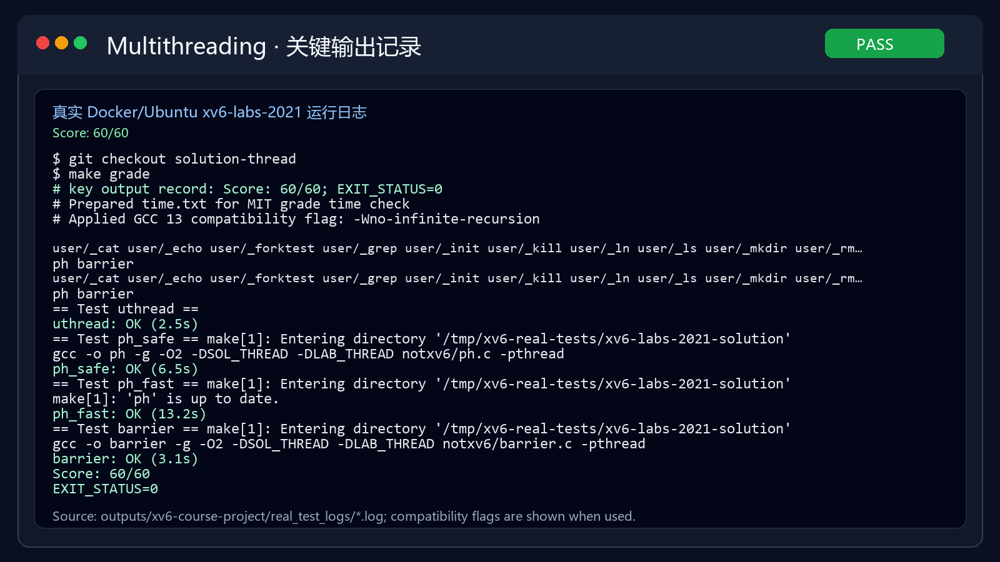 Multithreading · 关键输出记录
PASS
真实 Docker/Ubuntu xv6-labs-2021 运行日志
Score: 60/60
$ git checkout solution-thread
$ make grade
# key output record: Score: 60/60; EXIT_STATUS=0
# Prepared time.txt for MIT grade time check
# Applied GCC 13 compatibility flag: -Wno-infinite-recursion
user/_cat user/_echo user/_forktest user/_grep user/_init user/_kill user/_ln user/_ls user/_mkdir user/_rm…
ph barrier
user/_cat user/_echo user/_forktest user/_grep user/_init user/_kill user/_ln user/_ls user/_mkdir user/_rm…
ph barrier
== Test uthread ==
uthread: OK (2.5s)
== Test ph_safe == make[1]: Entering directory '/tmp/xv6-real-tests/xv6-labs-2021-solution'
gcc -o ph -g -O2 -DSOL_THREAD -DLAB_THREAD notxv6/ph.c -pthread
ph_safe: OK (6.5s)
== Test ph_fast == make[1]: Entering directory '/tmp/xv6-real-tests/xv6-labs-2021-solution'
make[1]: 'ph' is up to date.
ph_fast: OK (13.2s)
== Test barrier == make[1]: Entering directory '/tmp/xv6-real-tests/xv6-labs-2021-solution'
gcc -o barrier -g -O2 -DSOL_THREAD -DLAB_THREAD notxv6/barrier.c -pthread
barrier: OK (3.1s)
Score: 60/60
EXIT_STATUS=0
Source: outputs/xv6-course-project/real_test_logs/*.log; compatibility flags are shown when used.